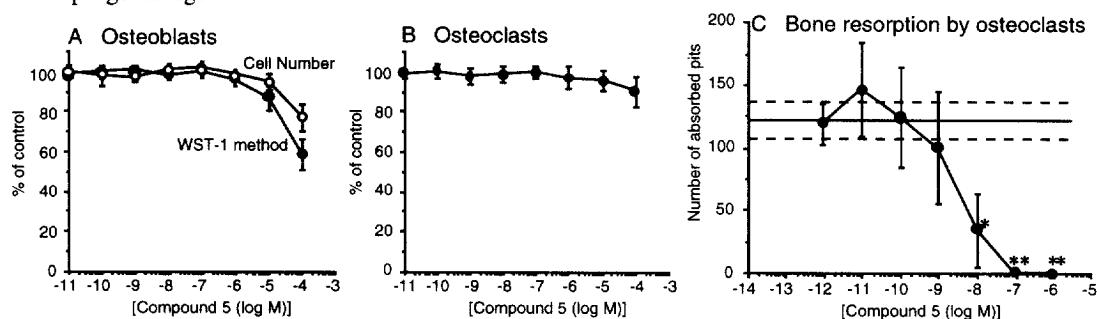 A Osteoblasts
% of control
100
80
60
40
20
0
Cell Number
WST-1 method
-11 -10 -9 -8 -7 -6 -5 -4 -3
[Compound 5 (log M)]
B Osteoclasts
% of control
100
80
60
40
20
0
-11 -10 -9 -8 -7 -6 -5 -4 -3
[Compound 5 (log M)]
C Bone resorption by osteoclasts
Number of absorbed pits
200
150
100
50
0
*
** **
-14 -13 -12 -11 -10 -9 -8 -7 -6 -5
[Compound 5 (log M)]